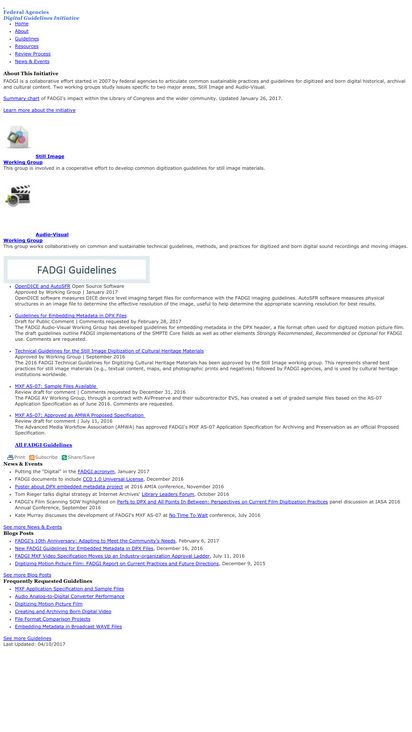 Federal Agencies
Digital Guidelines Initiative
Home
About
Guidelines
Resources
Review Process
News & Events
About This Initiative
FADGI is a collaborative effort started in 2007 by federal agencies to articulate common sustainable practices and guidelines for digitized and born digital historical, archival
and cultural content. Two working groups study issues specific to two major areas, Still Image and Audio-Visual.
Summary chart of FADGI's impact within the Library of Congress and the wider community. Updated January 26, 2017.
Learn more about the initiative
Still Image
Working Group
This group is involved in a cooperative effort to develop common digitization guidelines for still image materials.
Audio-Visual
Working Group
This group works collaboratively on common and sustainable technical guidelines, methods, and practices for digitized and born digital sound recordings and moving images.
FADGI Guidelines
OpenDICE and AutoSFR Open Source Software
Approved by Working Group | January 2017
OpenDICE software measures DICE device level imaging target files for conformance with the FADGI imaging guidelines. AutoSFR software measures physical
structures in an image file to determine the effective resolution of the image, useful to help determine the appropriate scanning resolution for best results.
Guidelines for Embedding Metadata in DPX Files
Draft for Public Comment | Comments requested by February 28, 2017
The FADGI Audio-Visual Working Group has developed guidelines for embedding metadata in the DPX header, a file format often used for digitized motion picture film.
The draft guidelines outline FADGI implementations of the SMPTE Core fields as well as other elements Strongly Recommended, Recommended or Optional for FADGI
use. Comments are requested.
Technical Guidelines for the Still Image Digitization of Cultural Heritage Materials
Approved by Working Group | September 2016
The 2016 FADGI Technical Guidelines for Digitizing Cultural Heritage Materials has been approved by the Still Image working group. This represents shared best
practices for still image materials (e.g., textual content, maps, and photographic prints and negatives) followed by FADGI agencies, and is used by cultural heritage
institutions worldwide.
MXF AS-07: Sample Files Available
Review draft for comment | Comments requested by December 31, 2016
The FADGI AV Working Group, through a contract with AVPreserve and their subcontractor EVS, has created a set of graded sample files based on the AS-07
Application Specification as of June 2016. Comments are requested.
MXF AS-07: Approved as AMWA Proposed Specification
Review draft for comment | July 11, 2016
The Advanced Media Workflow Association (AMWA) has approved FADGI's MXF AS-07 Application Specification for Archiving and Preservation as an official Proposed
Specification.
All FADGI Guidelines
Print Subscribe Share/Save
News & Events
Putting the "Digital" in the FADGI acronym, January 2017
FADGI documents to include CC0 1.0 Universal License, December 2016
Poster about DPX embedded metadata project at 2016 AMIA conference, November 2016
Tom Rieger talks digital strategy at Internet Archives' Library Leaders Forum, October 2016
FADGI's Film Scanning SOW highlighted on Perfs to DPX and All Points In Between: Perspectives on Current Film Digitization Practices panel discussion at IASA 2016
Annual Conference, September 2016
Kate Murray discusses the development of FADGI's MXF AS-07 at No Time To Wait conference, July 2016
See more News & Events
Blogs Posts
FADGI's 10th Anniversary: Adapting to Meet the Community's Needs, February 6, 2017
New FADGI Guidelines for Embedded Metadata in DPX Files, December 16, 2016
FADGI MXF Video Specification Moves Up an Industry-organization Approval Ladder, July 11, 2016
Digitizing Motion Picture Film: FADGI Report on Current Practices and Future Directions, December 9, 2015
See more Blog Posts
Frequently Requested Guidelines
MXF Application Specification and Sample Files
Audio Analog-to-Digital Converter Performance
Digitizing Motion Picture Film
Creating and Archiving Born Digital Video
File Format Comparison Projects
Embedding Metadata in Broadcast WAVE Files
See more Guidelines
Last Updated: 04/10/2017